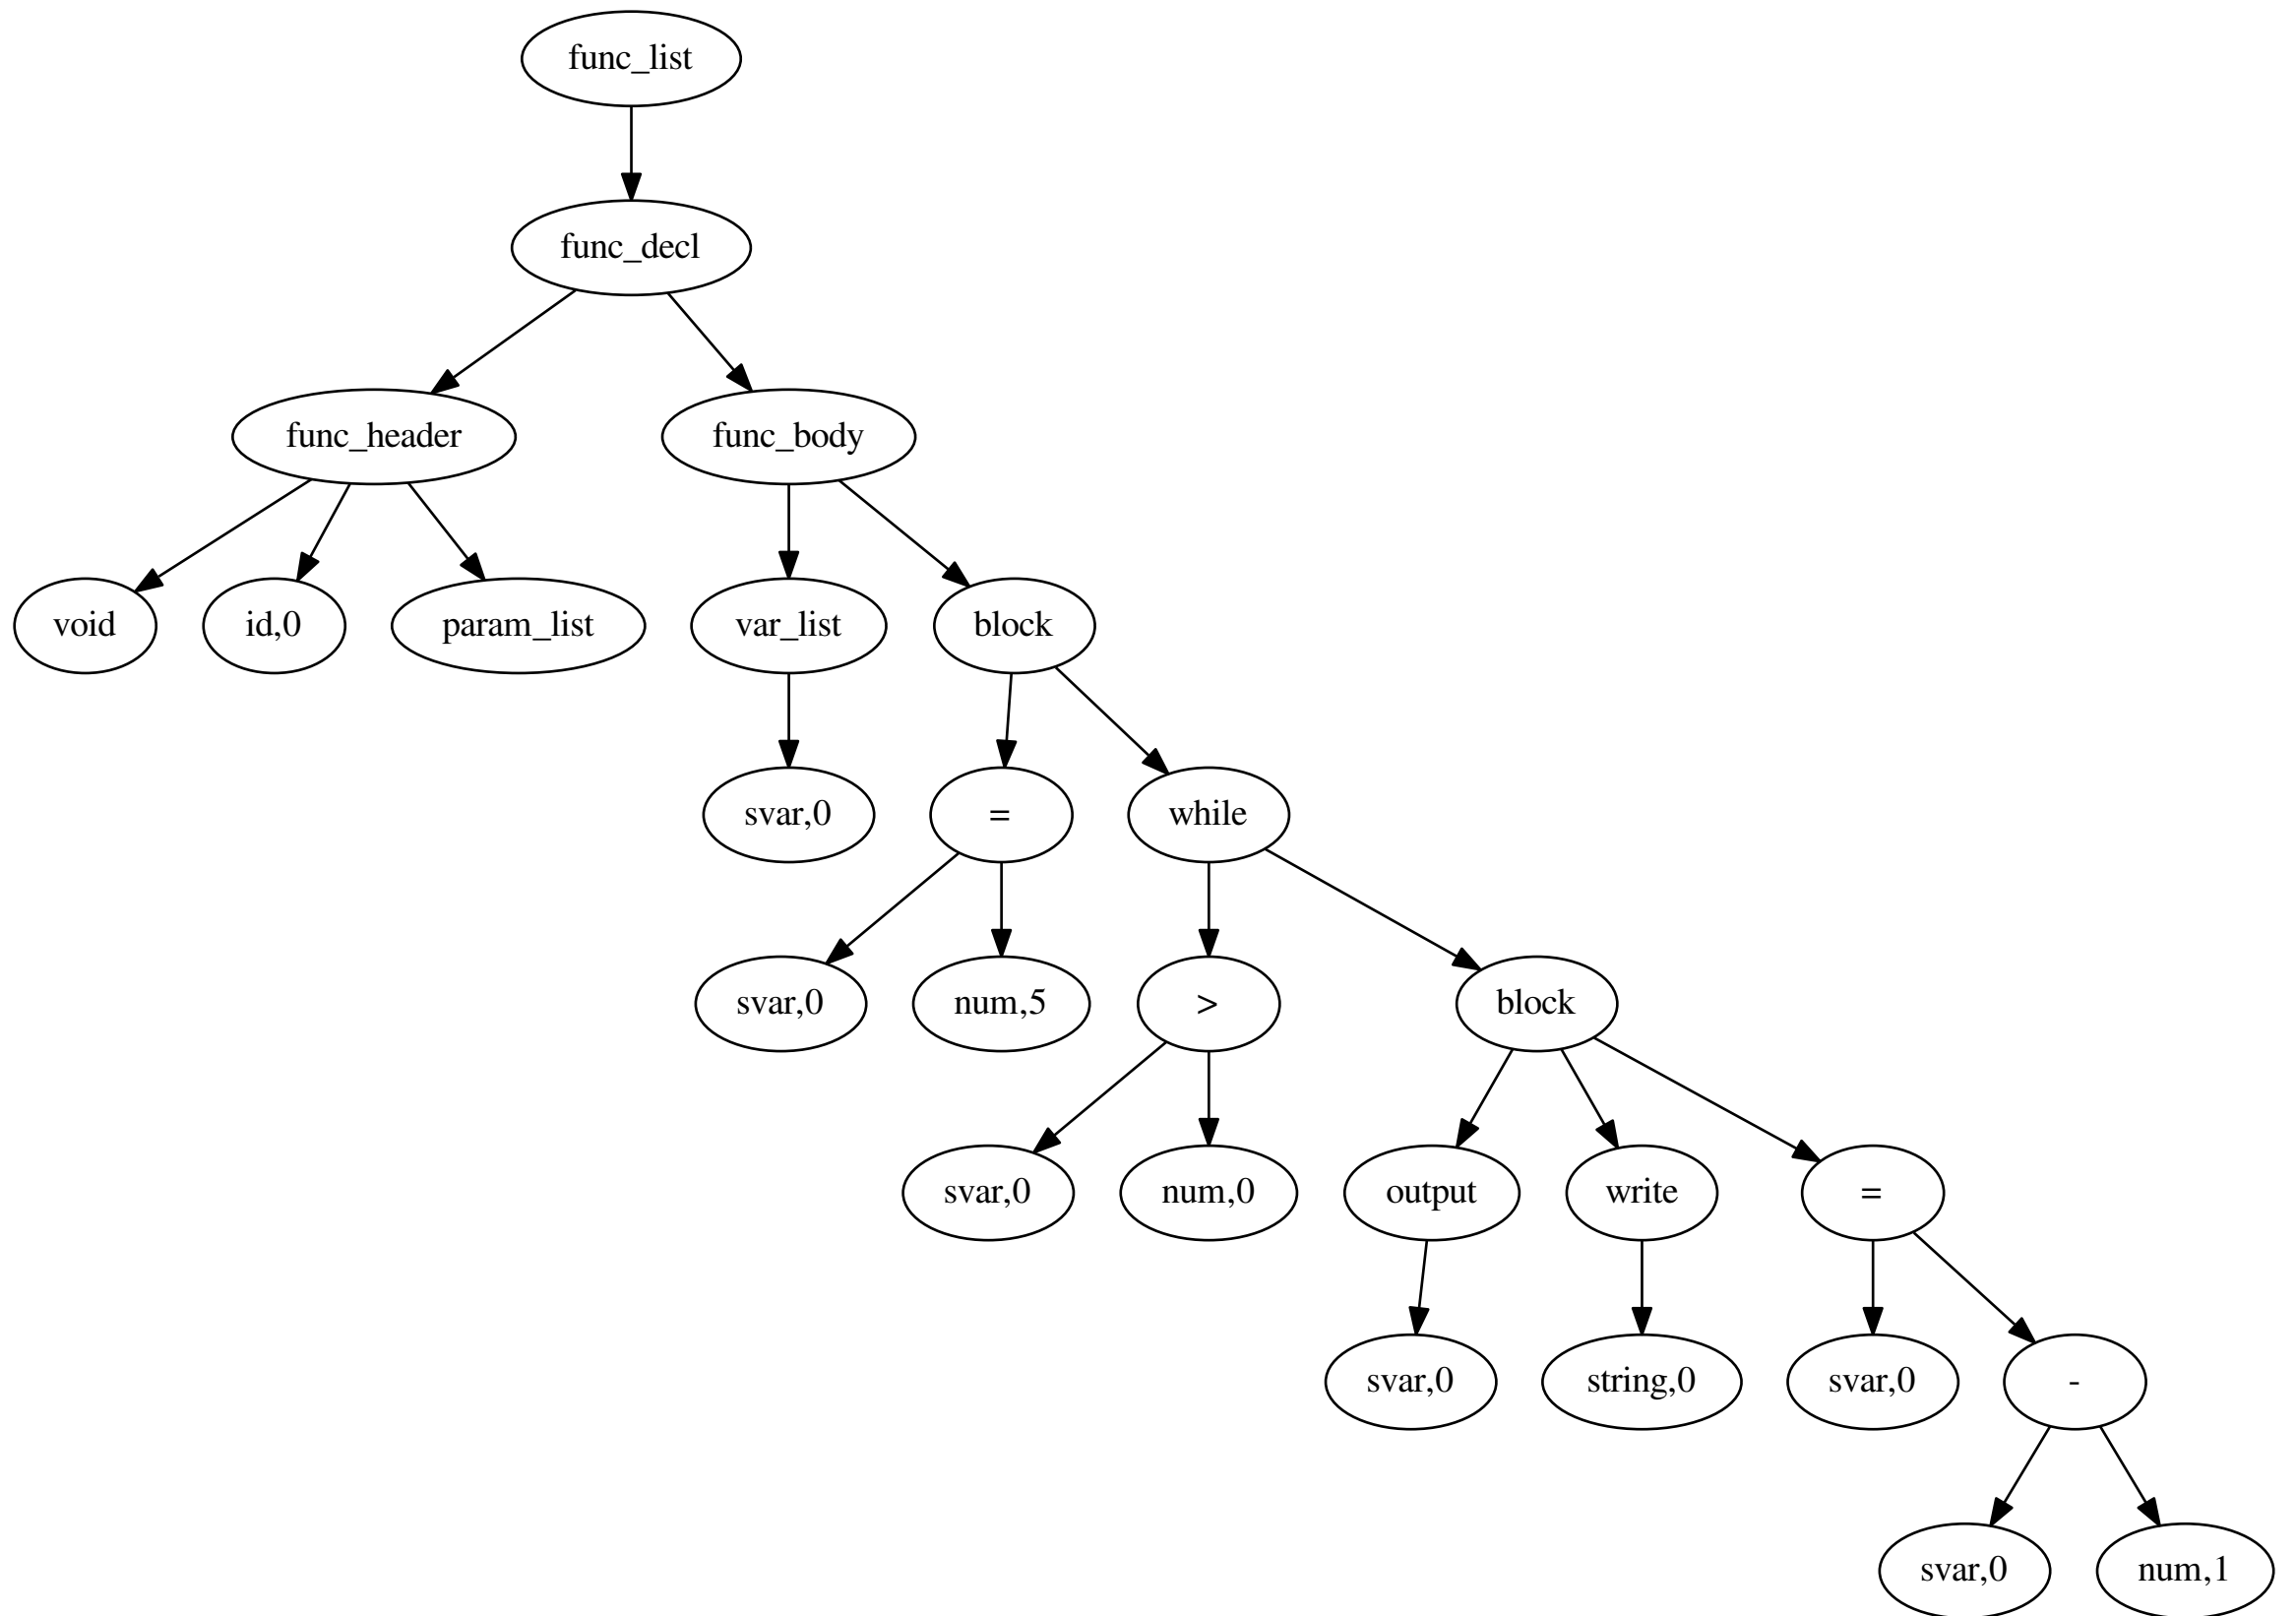 func_list
func_decl
func_header
func_body
void
id,0
param_list
var_list
block
svar,0
=
while
svar,0
num,5
>
block
svar,0
num,0
output
write
=
svar,0
string,0
svar,0
-
svar,0
num,1